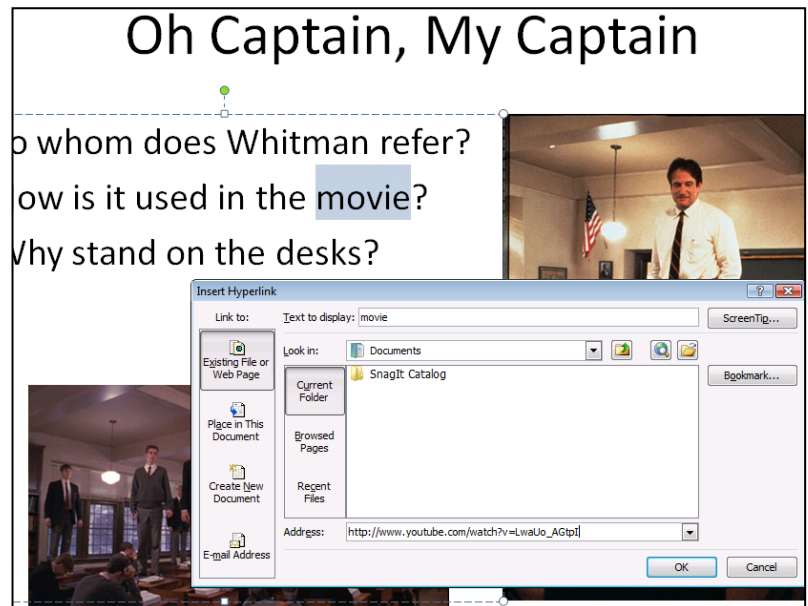 Oh Captain, My Captain
o whom does Whitman refer?
ow is it used in the movie?
Why stand on the desks?
Insert Hyperlink
Link to:
Text to display: movie
ScreenTip...
Existing File or
Web Page
Look in:
Documents
Current
Folder
SnagIt Catalog
Bookmark...
Place in This
Document
Browsed
Pages
Create New
Document
Recent
Files
E-mail Address
Address: http://www.youtube.com/watch?v=LwaUo_AGtpI
OK
Cancel